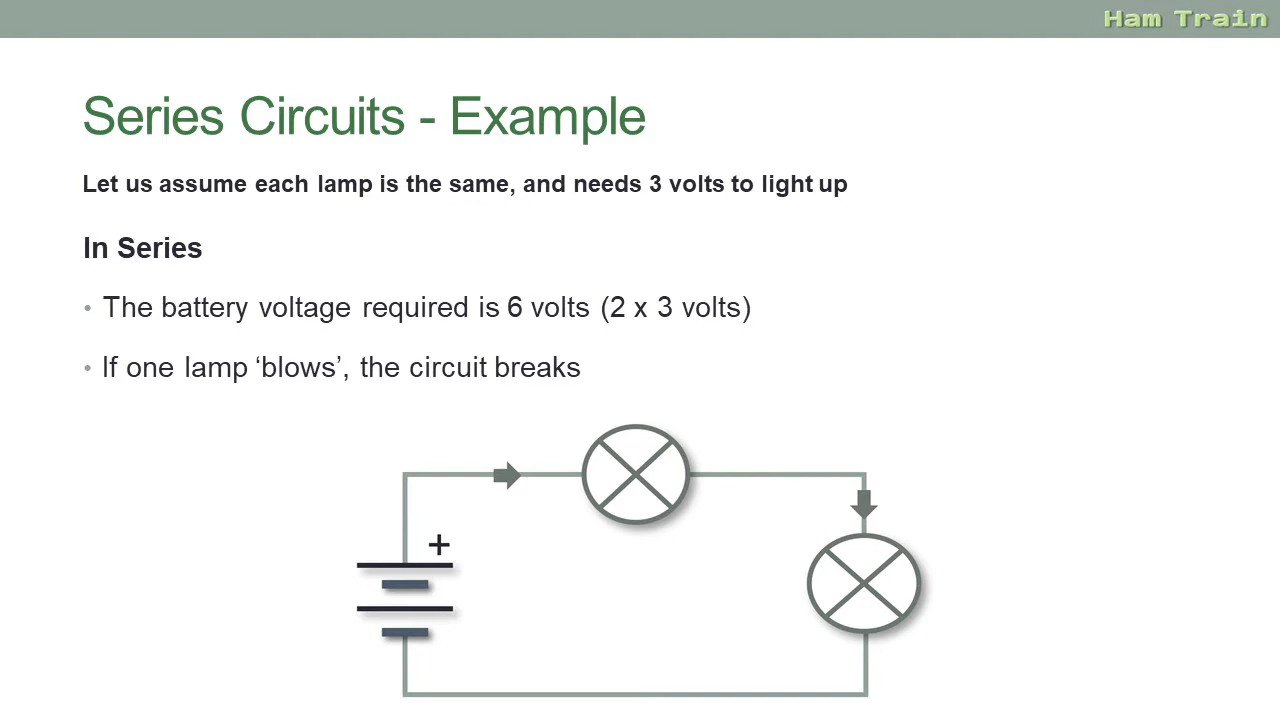 Ham Train
Series Circuits - Example
Let us assume each lamp is the same, and needs 3 volts to light up
In Series
• The battery voltage required is 6 volts (2 x 3 volts)
• If one lamp ‘blows’, the circuit breaks
+